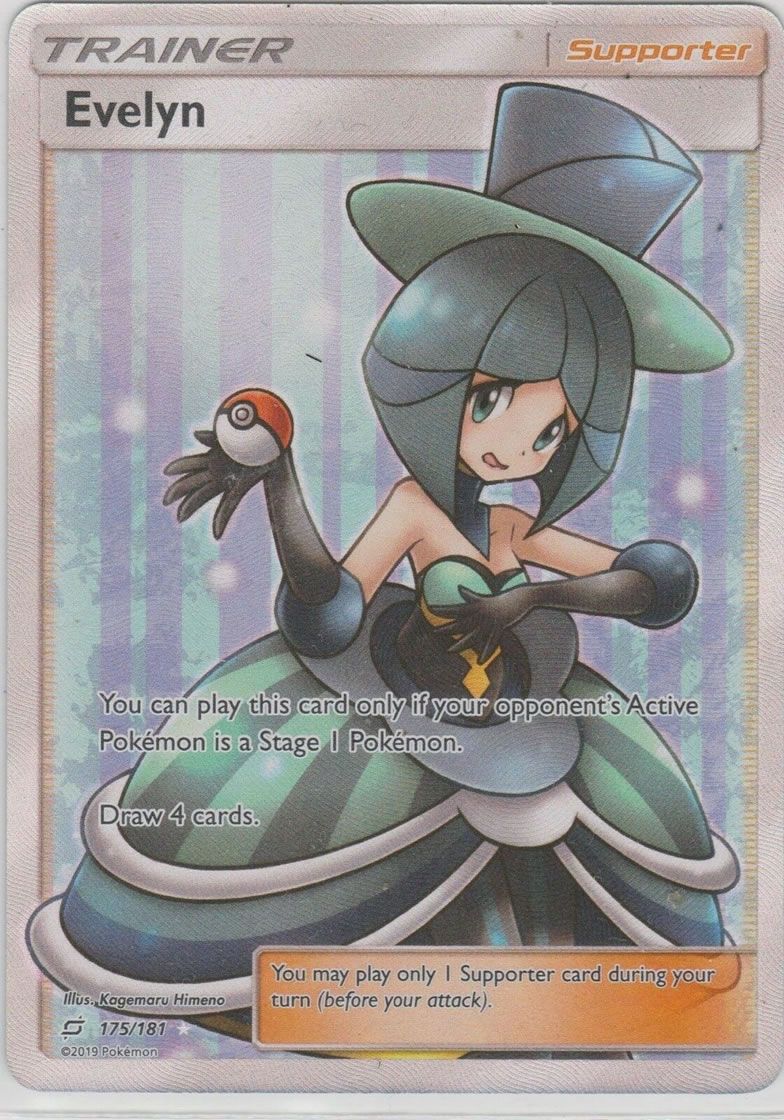 TRAINER Supporter
Evelyn
You can play this card only if your opponent's Active
Pokémon is a Stage 1 Pokémon.
Draw 4 cards.
You may play only 1 Supporter card during your
turn (before your attack).
Illus. Kagemaru Himeno
175/181
©2019 Pokémon